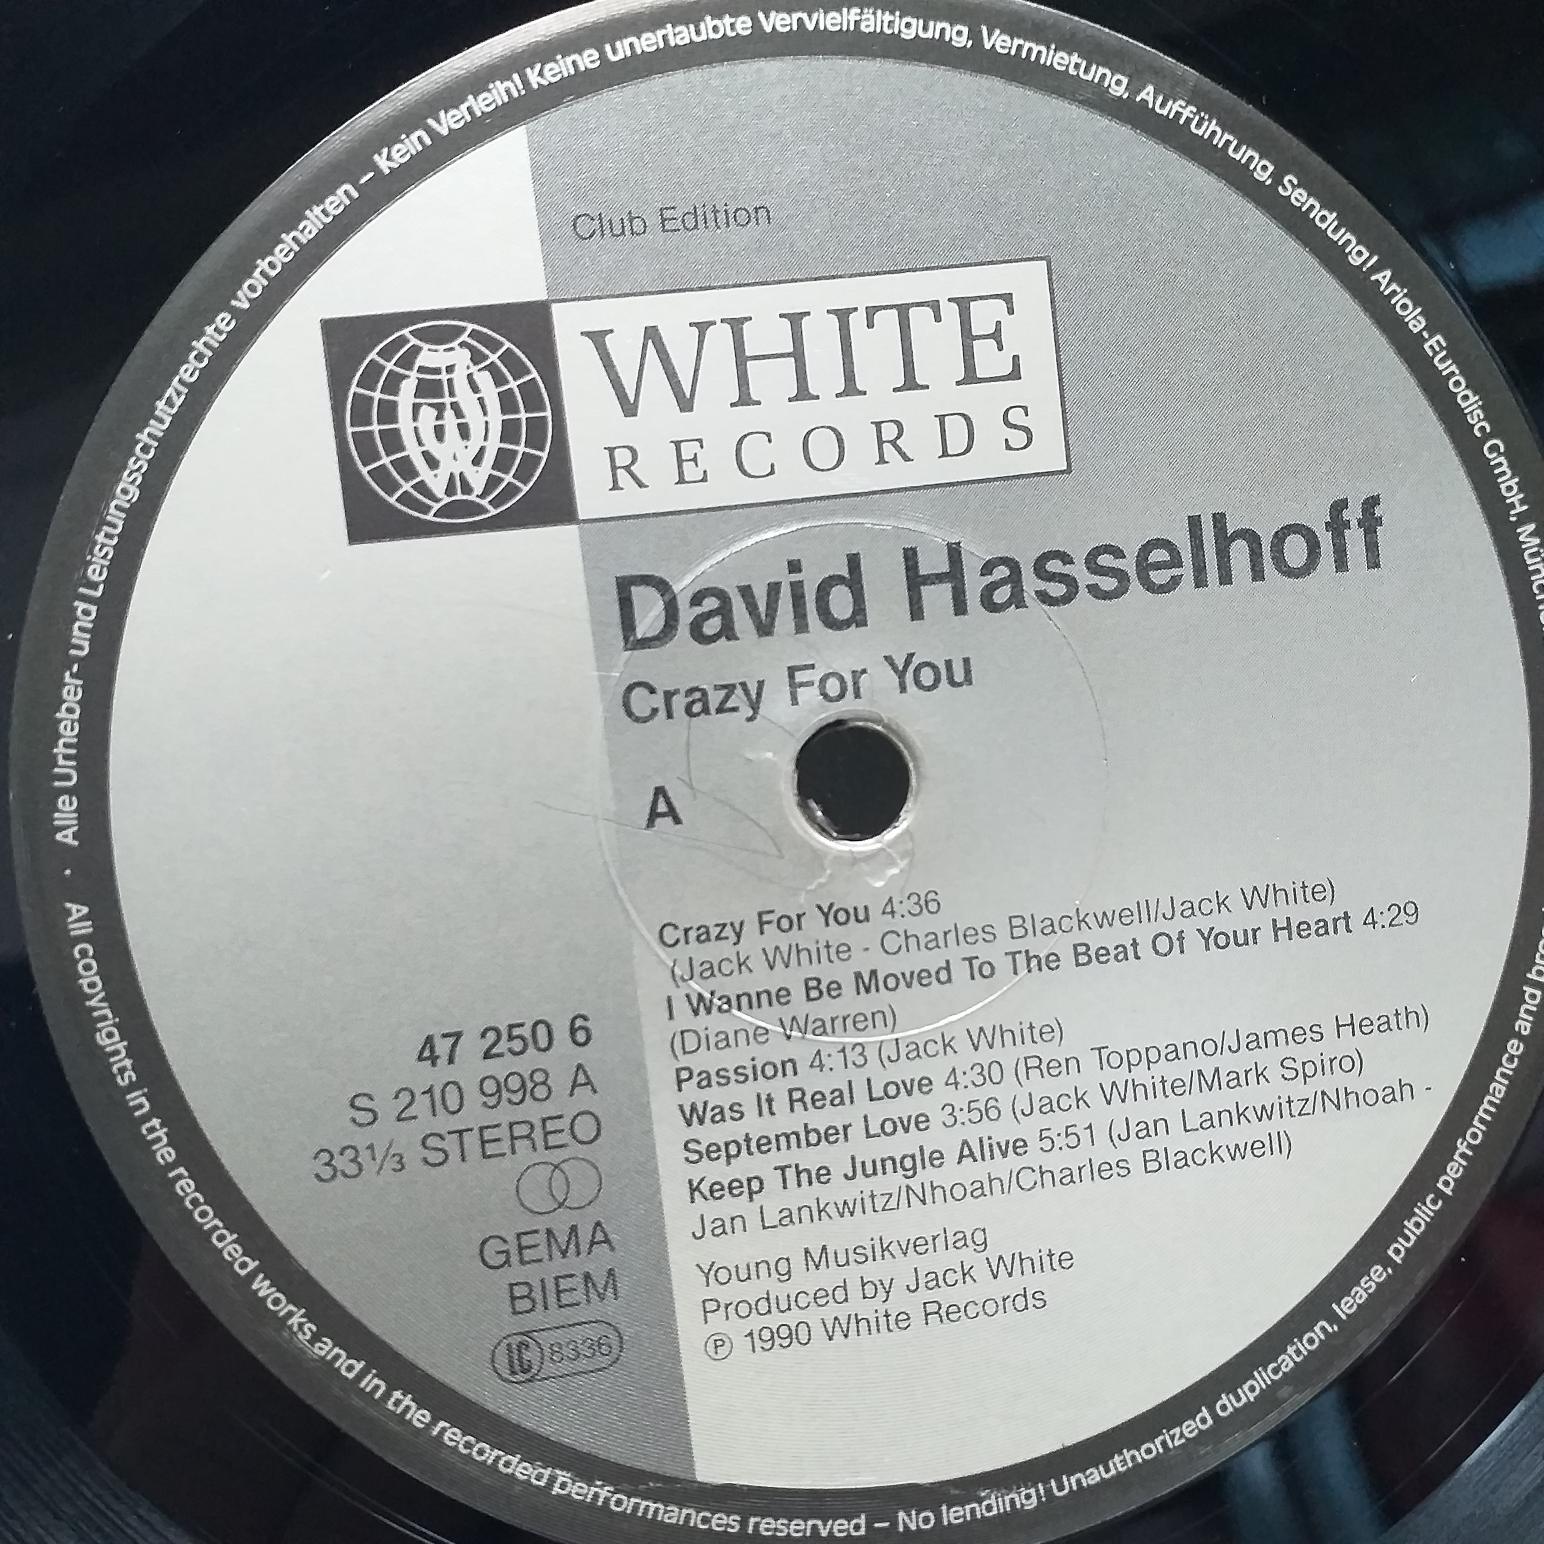 Alle Urheber- und Leistungsschutzrechte vorbehalten – Kein Verleih! Keine unerlaubte Vervielfältigung, Vermietung, Aufführung, Sendung! Ariola-Eurodisc GmbH,
Club Edition
WHITE
RECORDS
David Hasselhoff
Crazy For You
A
Crazy For You 4:36
(Jack White - Charles Blackwell/Jack White)
I Wanne Be Moved To The Beat Of Your Heart 4:29
(Diane Warren)
Passion 4:13 (Jack White)
Was It Real Love 4:30 (Ren Toppano/James Heath)
September Love 3:56 (Jack White/Mark Spiro)
Keep The Jungle Alive 5:51 (Jan Lankwitz/Nhoah -
Jan Lankwitz/Nhoah/Charles Blackwell)
Young Musikverlag
Produced by Jack White
Ⓟ 1990 White Records
47 250 6
S 210 998 A
33⅓ STEREO
GEMA
BIEM
LC 8336
All copyrights in the recorded works and in the recorded performances reserved – No lending! Unauthorized duplication, lease, public performance and